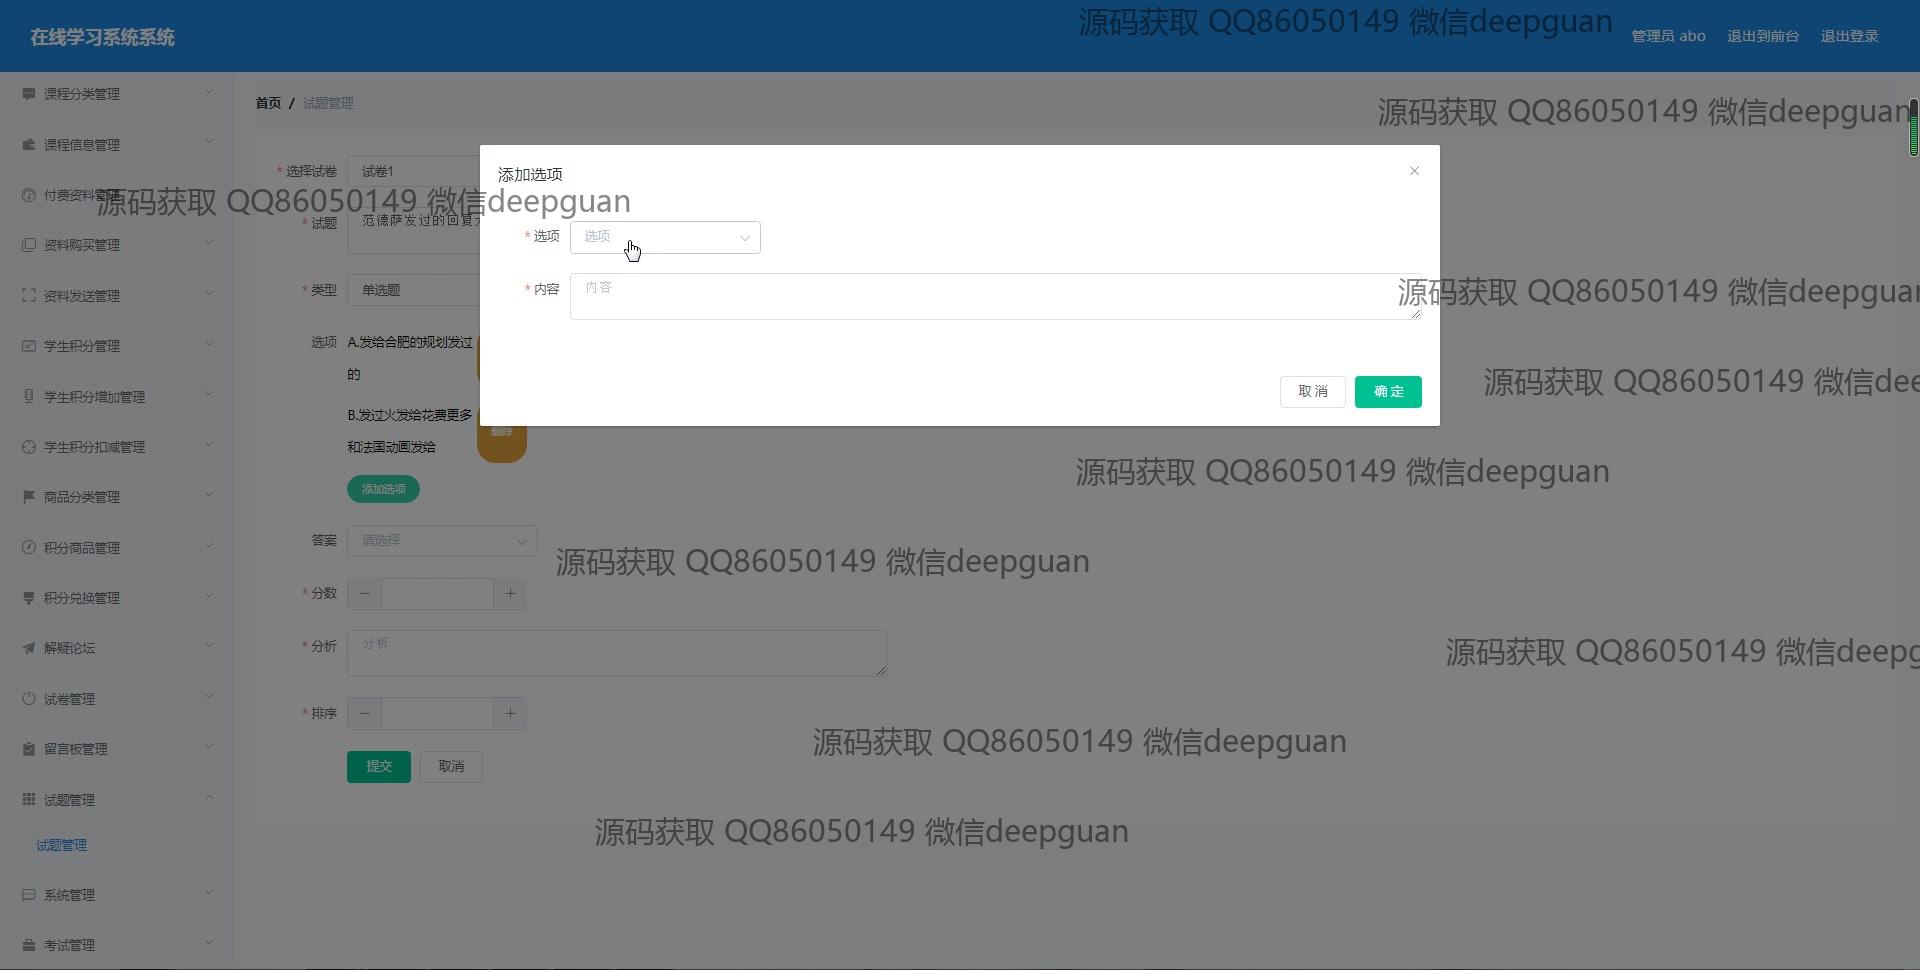 在线学习系统系统
源码获取 QQ86050149 微信deepguan
管理员 abo
退出到前台
退出登录
课程分类管理
首页 / 试题管理
源码获取 QQ86050149 微信deepguan
课程信息管理
* 选择试卷
试卷1
添加选项
付费资料管理
源码获取 QQ86050149 微信deepguan
* 试题
范德萨发过的回复
* 选项
选项
资料购买管理
* 类型
单选题
* 内容
内容
源码获取 QQ86050149 微信deepguan
资料发送管理
学生积分管理
选项
A.发给合肥的规划发过
的
源码获取 QQ86050149 微信dee
取消
确定
学生积分增加管理
B.发过火发给花费更多
和法国动画发给
删除
学生积分扣减管理
源码获取 QQ86050149 微信deepguan
商品分类管理
添加选项
积分商品管理
答案
请选择
源码获取 QQ86050149 微信deepguan
积分兑换管理
* 分数
解疑论坛
* 分析
分析
源码获取 QQ86050149 微信deepg
试卷管理
* 排序
源码获取 QQ86050149 微信deepguan
留言板管理
提交
取消
试题管理
源码获取 QQ86050149 微信deepguan
试题管理
系统管理
考试管理